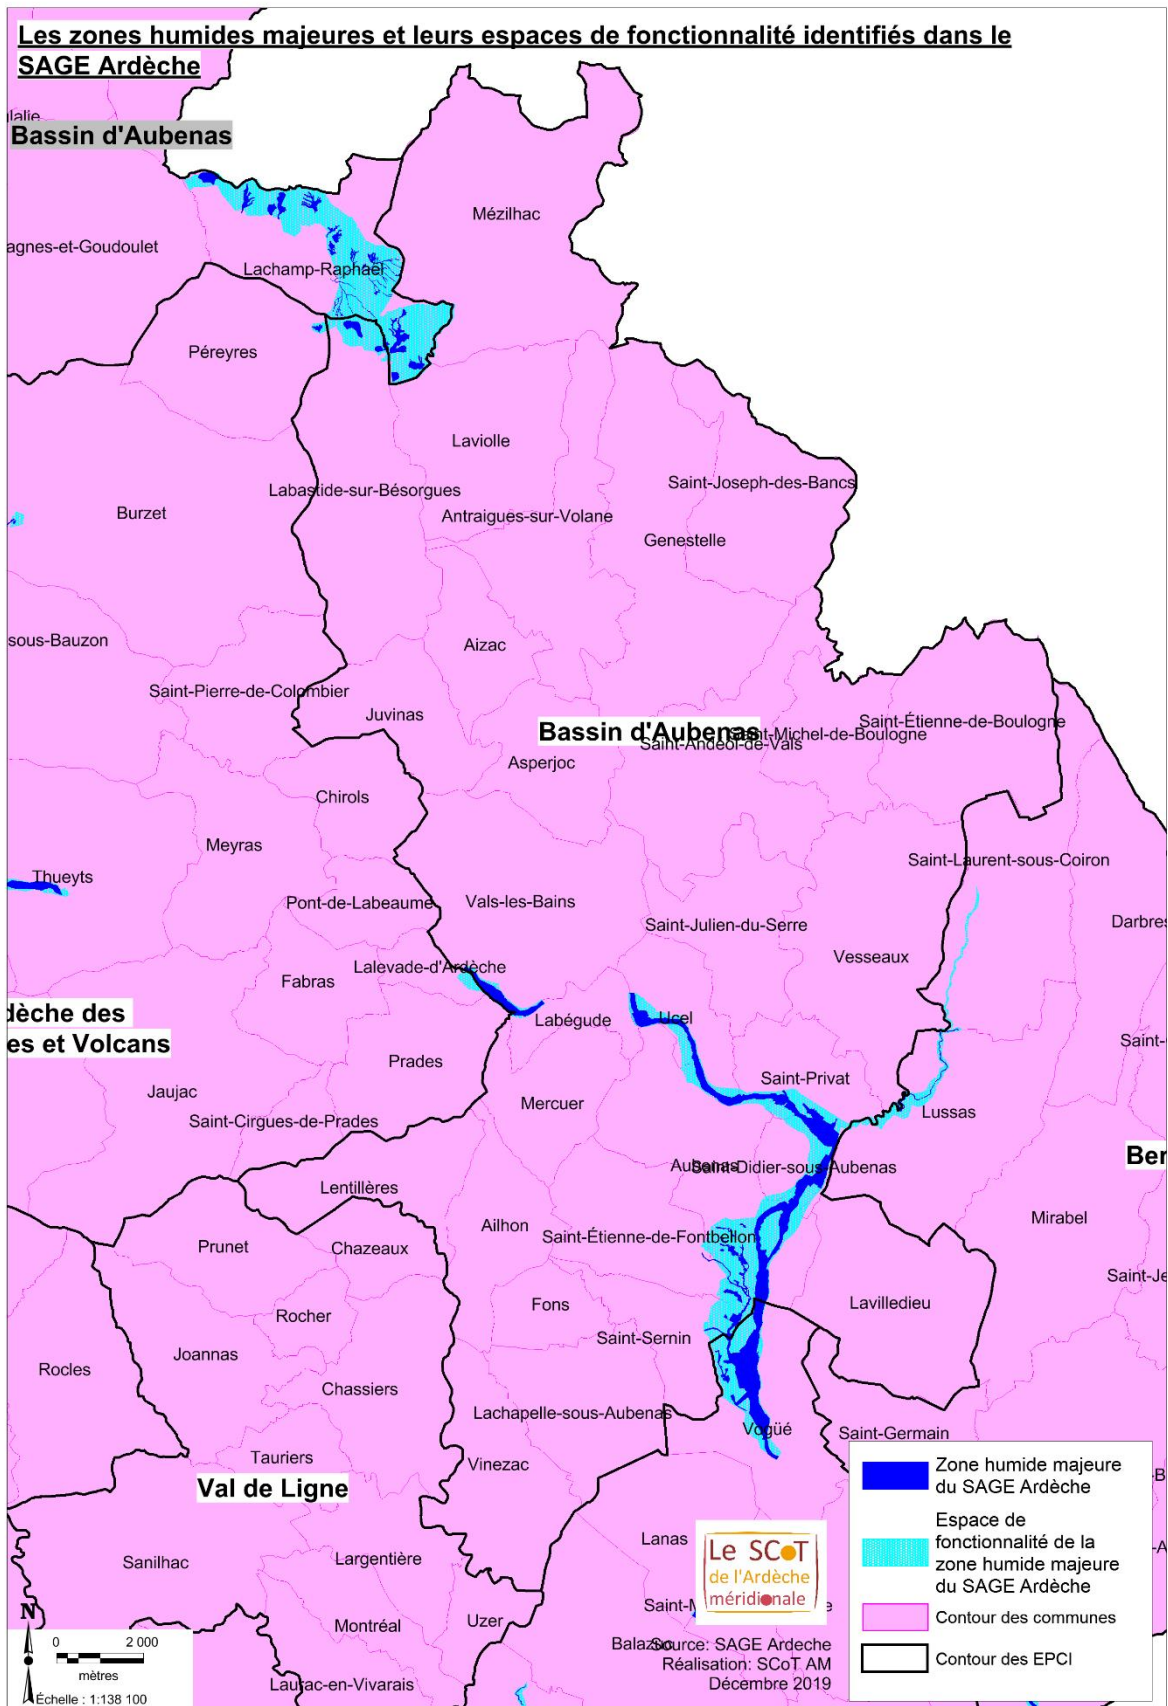 Les zones humides majeures et leurs espaces de fonctionnalité identifiés dans le
SAGE Ardèche
lalie
Bassin d'Aubenas
Mézilhac
agnes-et-Goudoulet
Lachamp-Raphaël
Péreyres
Laviolle
Labastide-sur-Bésorgues
Saint-Joseph-des-Bancs
Burzet
Antraigues-sur-Volane
Genestelle
sous-Bauzon
Aizac
Saint-Pierre-de-Colombier
Juvinas
Bassin d'Aubenas
Saint-Étienne-de-Boulogne
Saint-Michel-de-Boulogne
Saint-Andéol-de-Vals
Asperjoc
Chirols
Meyras
Saint-Laurent-sous-Coiron
Thueyts
Pont-de-Labeaume
Vals-les-Bains
Darbres
Saint-Julien-du-Serre
Vesseaux
Lalevade-d'Ardèche
Fabras
dèche des
es et Volcans
Labégude
Ucel
Saint-
Prades
Jaujac
Saint-Privat
Mercuer
Lussas
Saint-Cirgues-de-Prades
Ber
Aubenas
Saint-Didier-sous-Aubenas
Lentillères
Ailhon
Saint-Étienne-de-Fontbellon
Mirabel
Prunet
Chazeaux
Saint-Je
Fons
Lavilledieu
Rocher
Saint-Sernin
Joannas
Rocles
Chassiers
Lachapelle-sous-Aubenas
Vogüé
Saint-Germain
Tauriers
Vinezac
Val de Ligne
Zone humide majeure
du SAGE Ardèche
Espace de
fonctionnalité de la
zone humide majeure
du SAGE Ardèche
Contour des communes
Contour des EPCI
Lanas
Le SCoT
de l'Ardèche
méridionale
Sanilhac
Largentière
Saint-M
Montréal
Uzer
Balazuc
Source: SAGE Ardeche
Réalisation: SCoT AM
Décembre 2019
Laurac-en-Vivarais
N
0 2 000
mètres
Échelle : 1:138 100